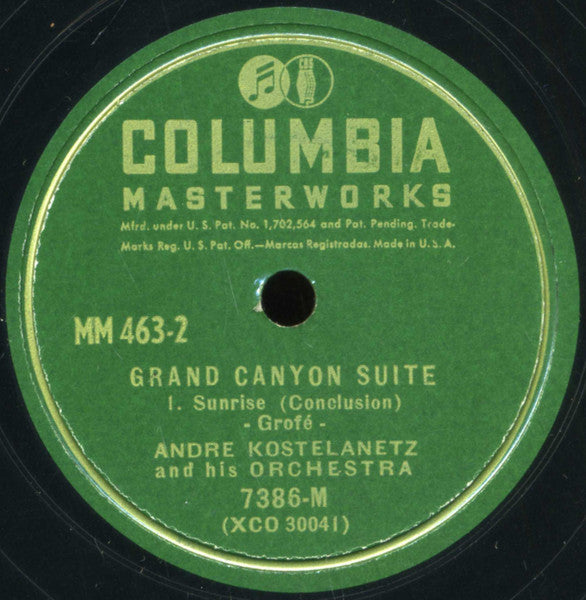 COLUMBIA
MASTERWORKS
Mfrd. under U. S. Pat. No. 1,702,564 and Pat. Pending. Trade-
Marks Reg. U. S. Pat. Off.—Marcas Registradas. Made in U. S. A.
MM 463-2
GRAND CANYON SUITE
1. Sunrise (Conclusion)
- Grofé -
ANDRE KOSTELANETZ
and his ORCHESTRA
7386-M
(XCO 30041)